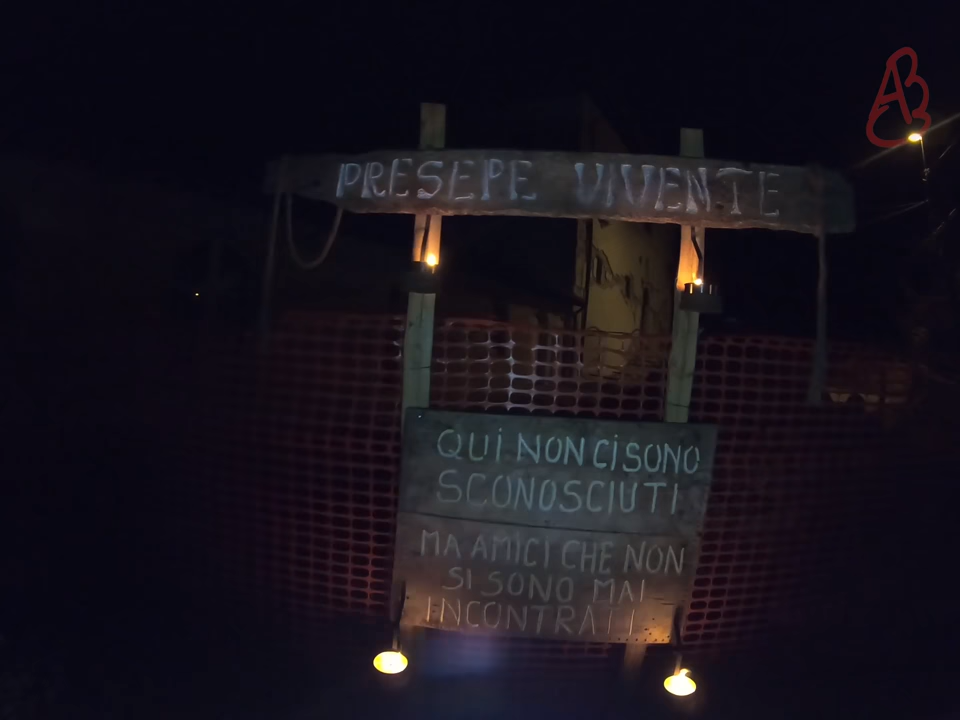 PRESEPE VIVENTE
QUI NON CI SONO
SCONOSCIUTI
MA AMICI CHE NON
SI SONO MAI
INCONTRATI